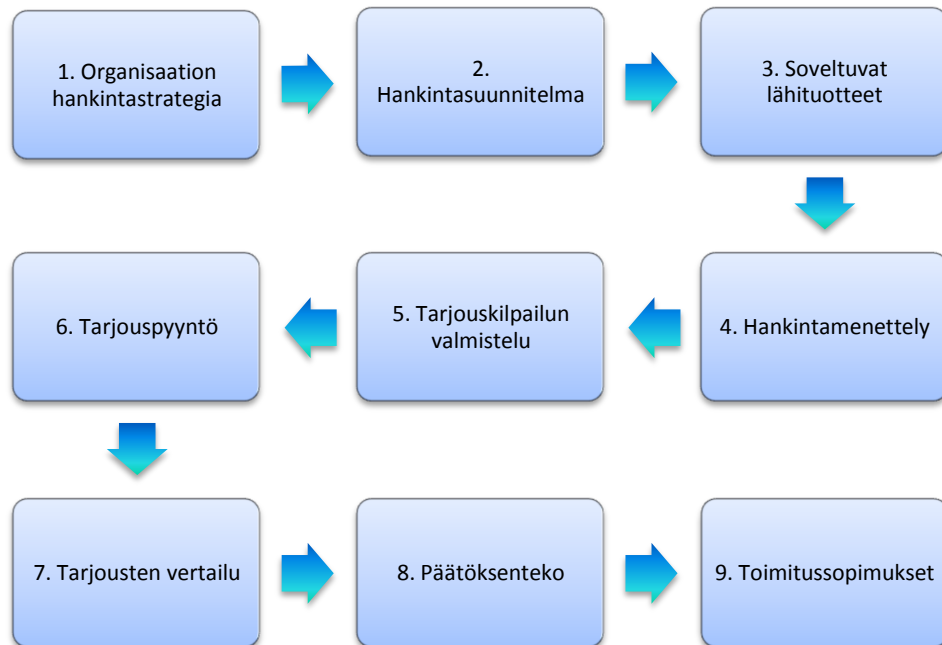 1. Organisaation
hankintastrategia
2.
Hankintasuunnitelma
3. Soveltuvat
lähituotteet
4. Hankintamenettely
5. Tarjouskilpailun
valmistelu
6. Tarjouspyyntö
7. Tarjousten vertailu
8. Päätöksenteko
9. Toimitussopimukset